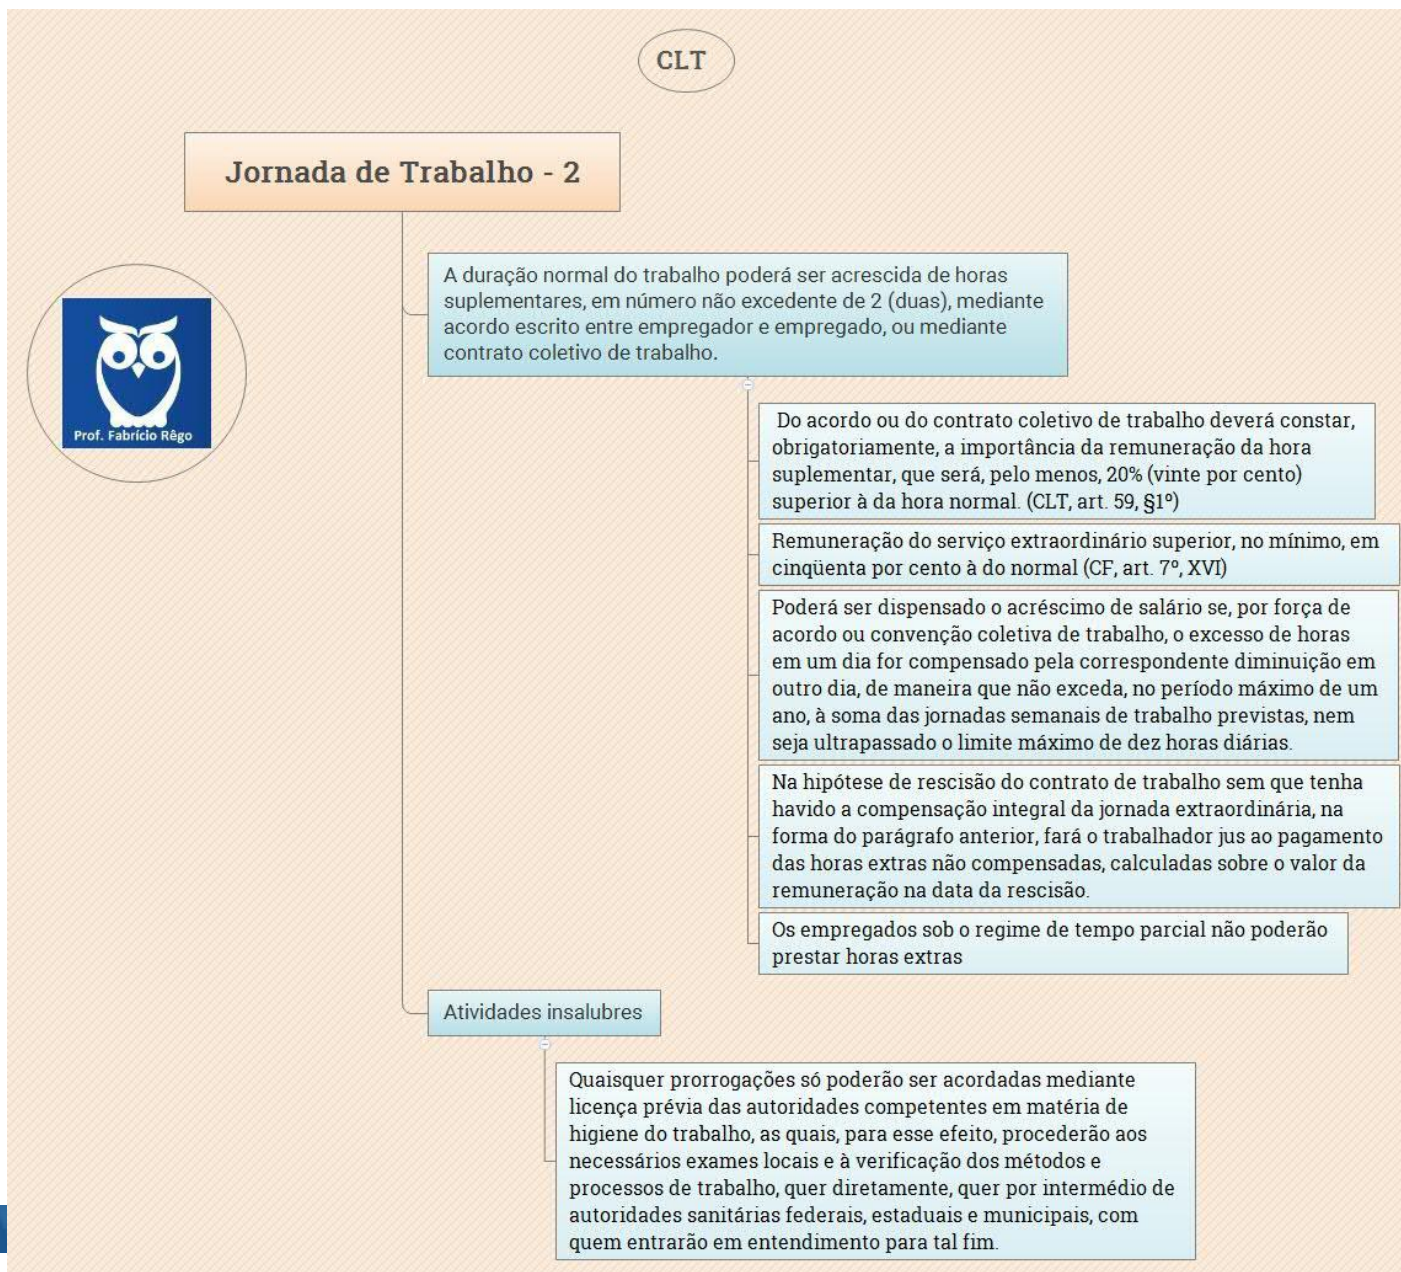 CLT
Jornada de Trabalho - 2
A duração normal do trabalho poderá ser acrescida de horas
suplementares, em número não excedente de 2 (duas), mediante
acordo escrito entre empregador e empregado, ou mediante
contrato coletivo de trabalho.
Prof. Fabrício Rêgo
Do acordo ou do contrato coletivo de trabalho deverá constar,
obrigatoriamente, a importância da remuneração da hora
suplementar, que será, pelo menos, 20% (vinte por cento)
superior à da hora normal. (CLT, art. 59, §1º)
Remuneração do serviço extraordinário superior, no mínimo, em
cinqüenta por cento à do normal (CF, art. 7º, XVI)
Poderá ser dispensado o acréscimo de salário se, por força de
acordo ou convenção coletiva de trabalho, o excesso de horas
em um dia for compensado pela correspondente diminuição em
outro dia, de maneira que não exceda, no período máximo de um
ano, à soma das jornadas semanais de trabalho previstas, nem
seja ultrapassado o limite máximo de dez horas diárias.
Na hipótese de rescisão do contrato de trabalho sem que tenha
havido a compensação integral da jornada extraordinária, na
forma do parágrafo anterior, fará o trabalhador jus ao pagamento
das horas extras não compensadas, calculadas sobre o valor da
remuneração na data da rescisão.
Os empregados sob o regime de tempo parcial não poderão
prestar horas extras
Atividades insalubres
Quaisquer prorrogações só poderão ser acordadas mediante
licença prévia das autoridades competentes em matéria de
higiene do trabalho, as quais, para esse efeito, procederão aos
necessários exames locais e à verificação dos métodos e
processos de trabalho, quer diretamente, quer por intermédio de
autoridades sanitárias federais, estaduais e municipais, com
quem entrarão em entendimento para tal fim.